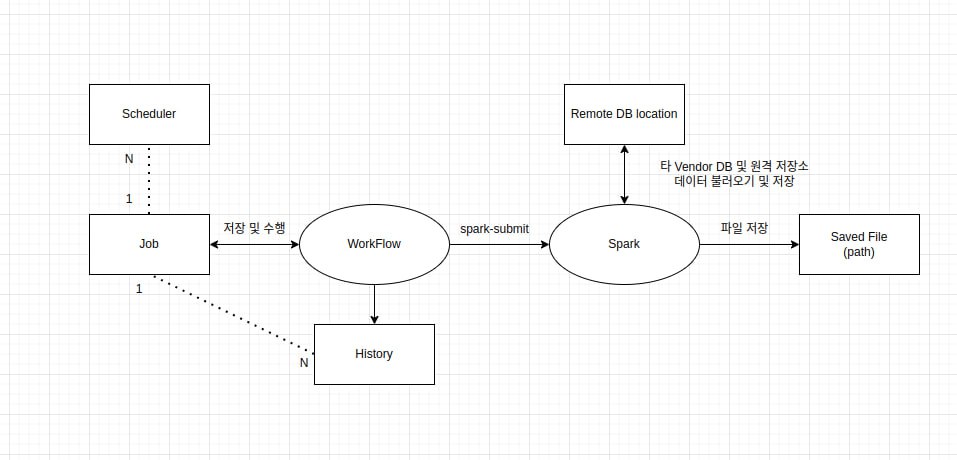 Scheduler
Remote DB location
N
타 Vendor DB 및 원격 저장소
데이터 불러오기 및 저장
1
Job
저장 및 수행
WorkFlow
spark-submit
Spark
파일 저장
Saved File
(path)
1
History
N